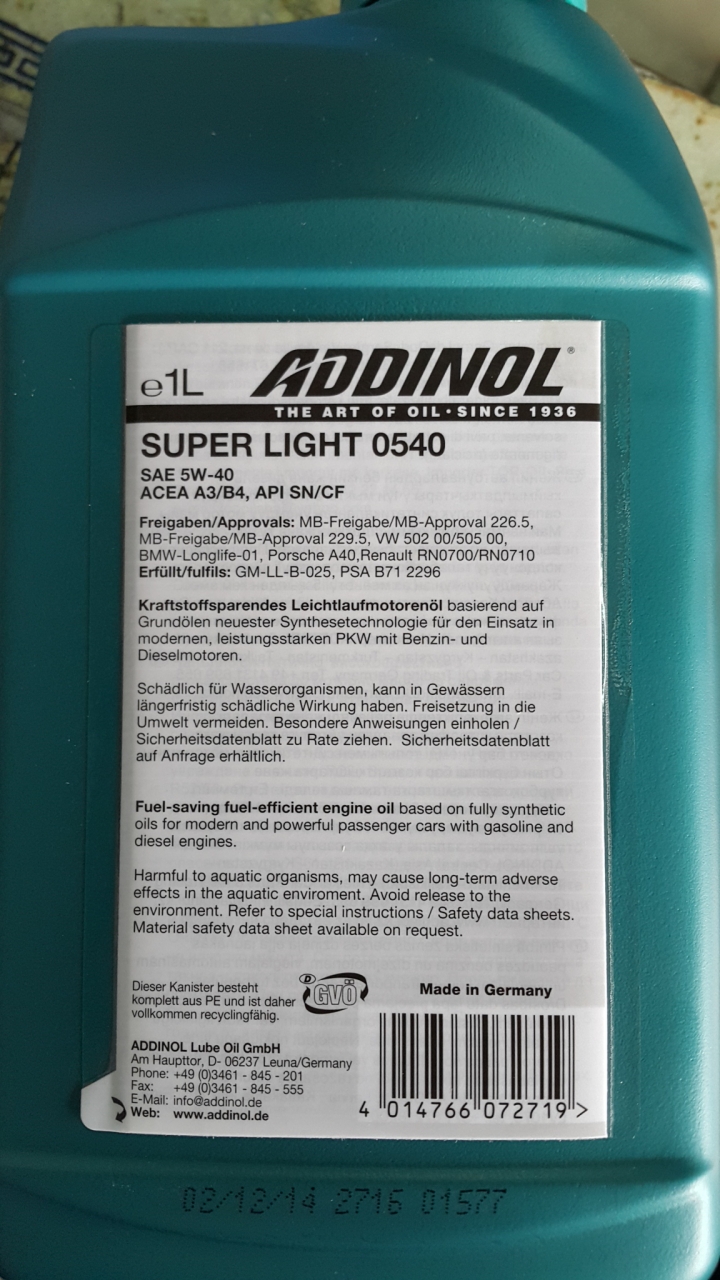 e1L ADDINOL®
THE ART OF OIL · SINCE 1936
SUPER LIGHT 0540
SAE 5W-40
ACEA A3/B4, API SN/CF
Freigaben/Approvals: MB-Freigabe/MB-Approval 226.5,
MB-Freigabe/MB-Approval 229.5, VW 502 00/505 00,
BMW-Longlife-01, Porsche A40,Renault RN0700/RN0710
Erfüllt/fulfils: GM-LL-B-025, PSA B71 2296
Kraftstoffsparendes Leichtlaufmotorenöl basierend auf
Grundölen neuester Synthesetechnologie für den Einsatz in
modernen, leistungsstarken PKW mit Benzin- und
Dieselmotoren.
Schädlich für Wasserorganismen, kann in Gewässern
längerfristig schädliche Wirkung haben. Freisetzung in die
Umwelt vermeiden. Besondere Anweisungen einholen /
Sicherheitsdatenblatt zu Rate ziehen. Sicherheitsdatenblatt
auf Anfrage erhältlich.
Fuel-saving fuel-efficient engine oil based on fully synthetic
oils for modern and powerful passenger cars with gasoline and
diesel engines.
Harmful to aquatic organisms, may cause long-term adverse
effects in the aquatic enviroment. Avoid release to the
environment. Refer to special instructions / Safety data sheets.
Material safety data sheet available on request.
Dieser Kanister besteht
komplett aus PE und ist daher
vollkommen recyclingfähig.
D GVÖ
Made in Germany
ADDINOL Lube Oil GmbH
Am Haupttor, D- 06237 Leuna/Germany
Phone: +49 (0)3461 - 845 - 201
Fax: +49 (0)3461 - 845 - 555
E-Mail: info@addinol.de
Web: www.addinol.de
4 014766 072719 >
02/12/14 2716 01577